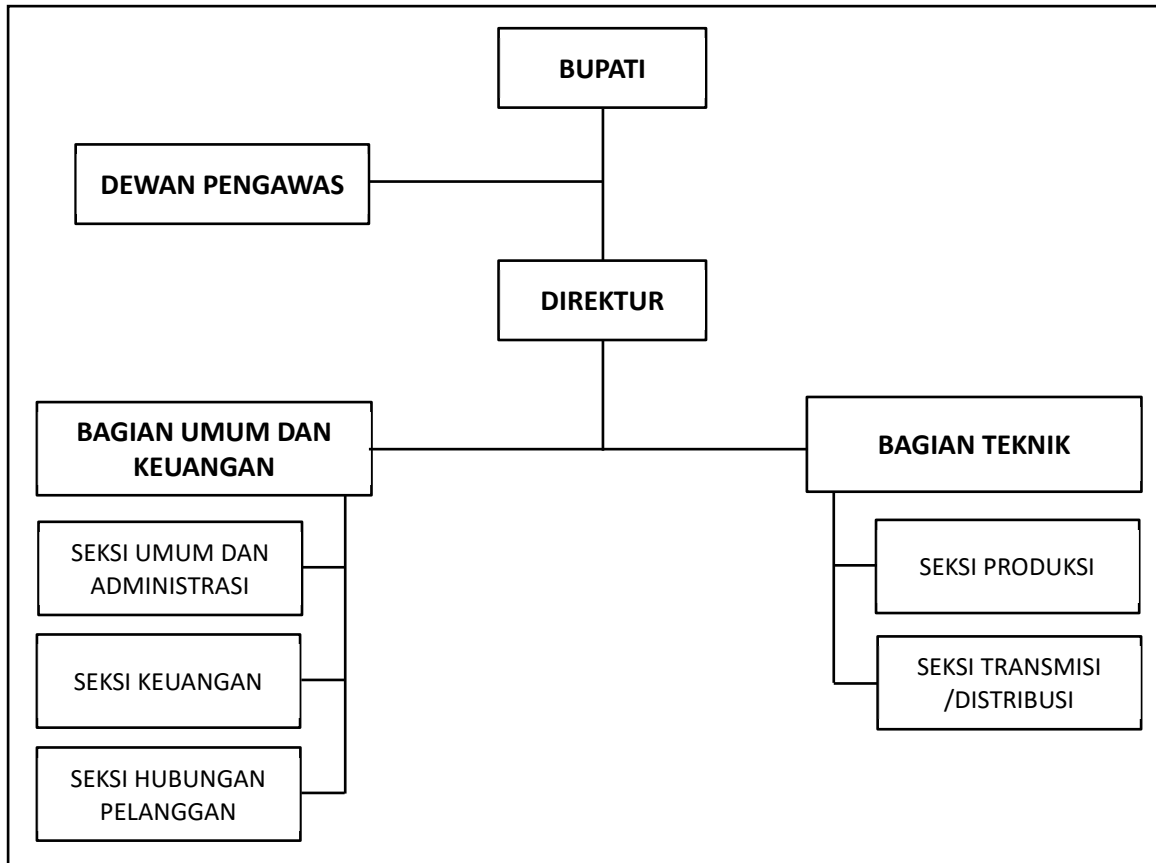 BUPATI
DEWAN PENGAWAS
DIREKTUR
BAGIAN UMUM DAN
KEUANGAN
BAGIAN TEKNIK
SEKSI UMUM DAN
ADMINISTRASI
SEKSI KEUANGAN
SEKSI HUBUNGAN
PELANGGAN
SEKSI PRODUKSI
SEKSI TRANSMISI
/DISTRIBUSI